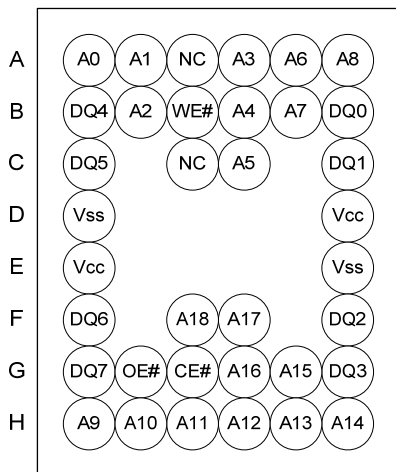 A A0 A1 NC A3 A6 A8
B DQ4 A2 WE# A4 A7 DQ0
C DQ5 NC A5 DQ1
D Vss Vcc
E Vcc Vss
F DQ6 A18 A17 DQ2
G DQ7 OE# CE# A16 A15 DQ3
H A9 A10 A11 A12 A13 A14